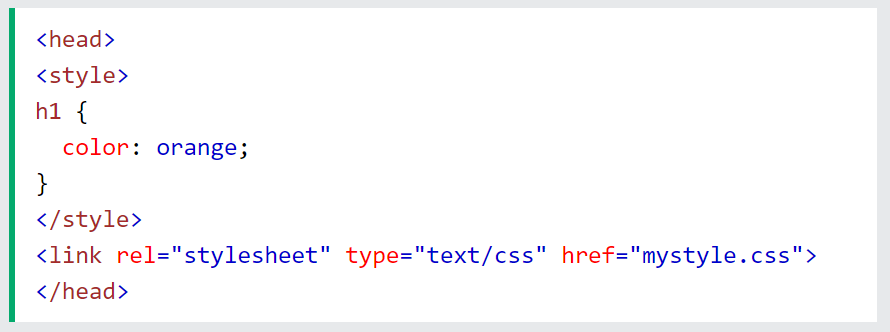 <head>
<style>
h1 {
  color: orange;
}
</style>
<link rel="stylesheet" type="text/css" href="mystyle.css">
</head>